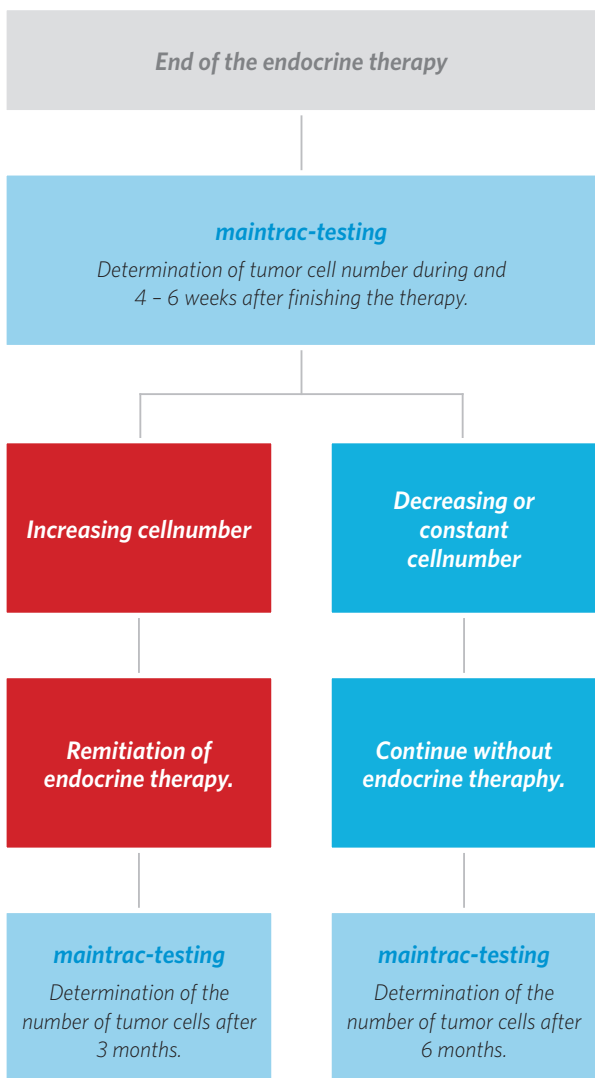 End of the endocrine therapy
maintrac-testing
Determination of tumor cell number during and
4 – 6 weeks after finishing the therapy.
Increasing cellnumber
Decreasing or
constant
cellnumber
Remitiation of
endocrine therapy.
Continue without
endocrine theraphy.
maintrac-testing
Determination of the
number of tumor cells after
3 months.
maintrac-testing
Determination of the
number of tumor cells after
6 months.